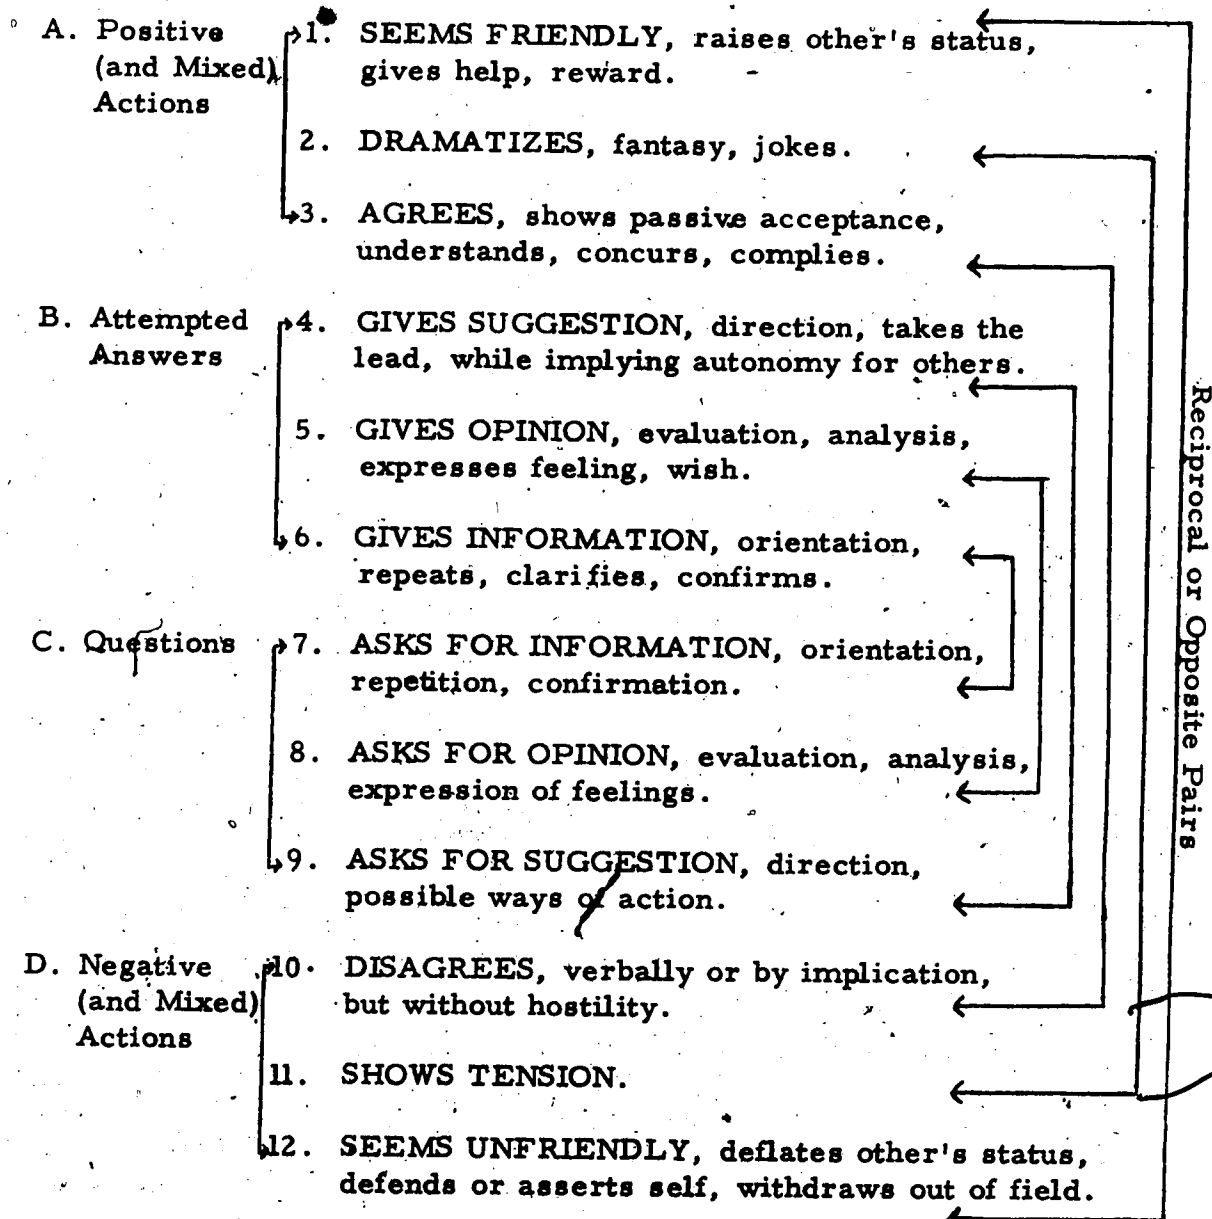 A. Positive (and Mixed) Actions
1. SEEMS FRIENDLY, raises other's status,
gives help, reward.
2. DRAMATIZES, fantasy, jokes.
3. AGREES, shows passive acceptance,
understands, concurs, complies.
B. Attempted Answers
4. GIVES SUGGESTION, direction, takes the
lead, while implying autonomy for others.
5. GIVES OPINION, evaluation, analysis,
expresses feeling, wish.
6. GIVES INFORMATION, orientation,
repeats, clarifies, confirms.
C. Questions
7. ASKS FOR INFORMATION, orientation,
repetition, confirmation.
8. ASKS FOR OPINION, evaluation, analysis,
expression of feelings.
9. ASKS FOR SUGGESTION, direction,
possible ways of action.
D. Negative (and Mixed) Actions
10. DISAGREES, verbally or by implication,
but without hostility.
11. SHOWS TENSION.
12. SEEMS UNFRIENDLY, deflates other's status,
defends or asserts self, withdraws out of field.
Reciprocal or Opposite Pairs